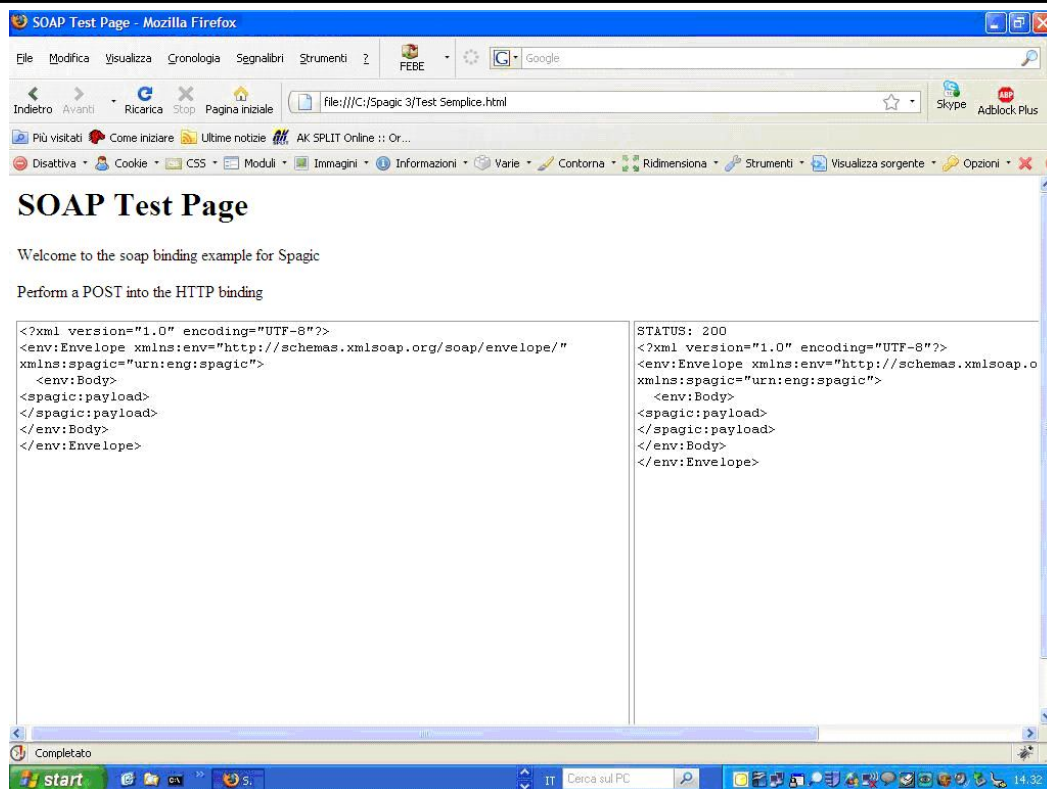 SOAP Test Page - Mozilla Firefox
File Modifica Visualizza Cronologia Segnalibri Strumenti ? FEBE Google
Indietro Avanti Ricarica Stop Pagina iniziale file:///C:/Spagic 3/Test Semplice.html Skype Adblock Plus
Più visitati Come iniziare Ultime notizie AK SPLIT Online :: Or...
Disattiva Cookie CSS Moduli Immagini Informazioni Varie Contorna Ridimensiona Strumenti Visualizza sorgente Opzioni
SOAP Test Page
Welcome to the soap binding example for Spagic
Perform a POST into the HTTP binding
<?xml version="1.0" encoding="UTF-8"?>
<env:Envelope xmlns:env="http://schemas.xmlsoap.org/soap/envelope/"
xmlns:spagic="urn:eng:spagic">
<env:Body>
<spagic:payload>
</spagic:payload>
</env:Body>
</env:Envelope>
STATUS: 200
<?xml version="1.0" encoding="UTF-8"?>
<env:Envelope xmlns:env="http://schemas.xmlsoap.o
xmlns:spagic="urn:eng:spagic">
<env:Body>
<spagic:payload>
</spagic:payload>
</env:Body>
</env:Envelope>
Completato
start S. IT Cerca sul PC 14.32